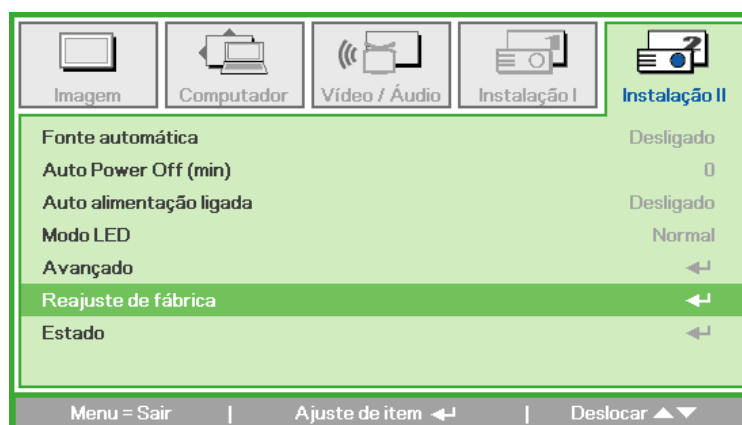 Imagem Computador Vídeo / Áudio Instalação I Instalação II
Fonte automática Desligado
Auto Power Off (min) 0
Auto alimentação ligada Desligado
Modo LED Normal
Avançado
Reajuste de fábrica
Estado
Menu = Sair | Ajuste de item | Deslocar